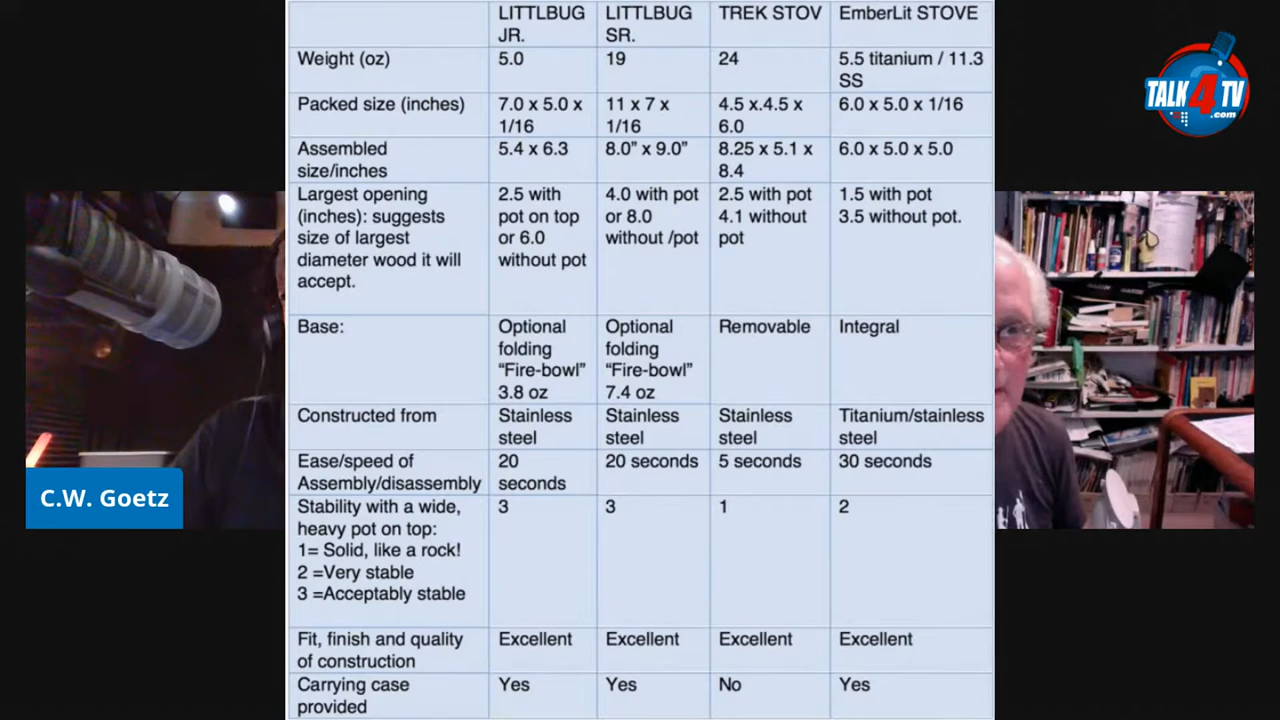 LITTLBUG JR.
LITTLBUG SR.
TREK STOV
EmberLit STOVE
Weight (oz)
5.0
19
24
5.5 titanium / 11.3 SS
Packed size (inches)
7.0 x 5.0 x 1/16
11 x 7 x 1/16
4.5 x.4.5 x 6.0
6.0 x 5.0 x 1/16
Assembled size/inches
5.4 x 6.3
8.0” x 9.0”
8.25 x 5.1 x 8.4
6.0 x 5.0 x 5.0
Largest opening (inches): suggests size of largest diameter wood it will accept.
2.5 with pot on top or 6.0 without pot
4.0 with pot or 8.0 without /pot
2.5 with pot 4.1 without pot
1.5 with pot 3.5 without pot.
Base:
Optional folding “Fire-bowl” 3.8 oz
Optional folding “Fire-bowl” 7.4 oz
Removable
Integral
Constructed from
Stainless steel
Stainless steel
Stainless steel
Titanium/stainless steel
Ease/speed of Assembly/disassembly
20 seconds
20 seconds
5 seconds
30 seconds
Stability with a wide, heavy pot on top:
1= Solid, like a rock!
2 =Very stable
3 =Acceptably stable
3
3
1
2
Fit, finish and quality of construction
Excellent
Excellent
Excellent
Excellent
Carrying case provided
Yes
Yes
No
Yes
C.W. Goetz
TALK4TV
.com